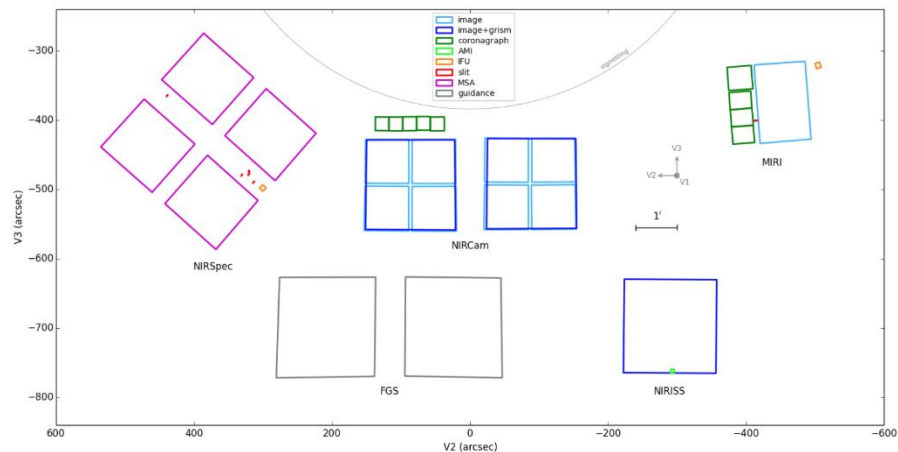 image
image+grism
coronagraph
AMI
IFU
slit
MSA
guidance
vignetting
V3
V2
V1
1′
MIRI
NIRCam
NIRSpec
FGS
NIRISS
−300
−400
−500
−600
−700
−800
V3 (arcsec)
600 400 200 0 −200 −400 −600
V2 (arcsec)